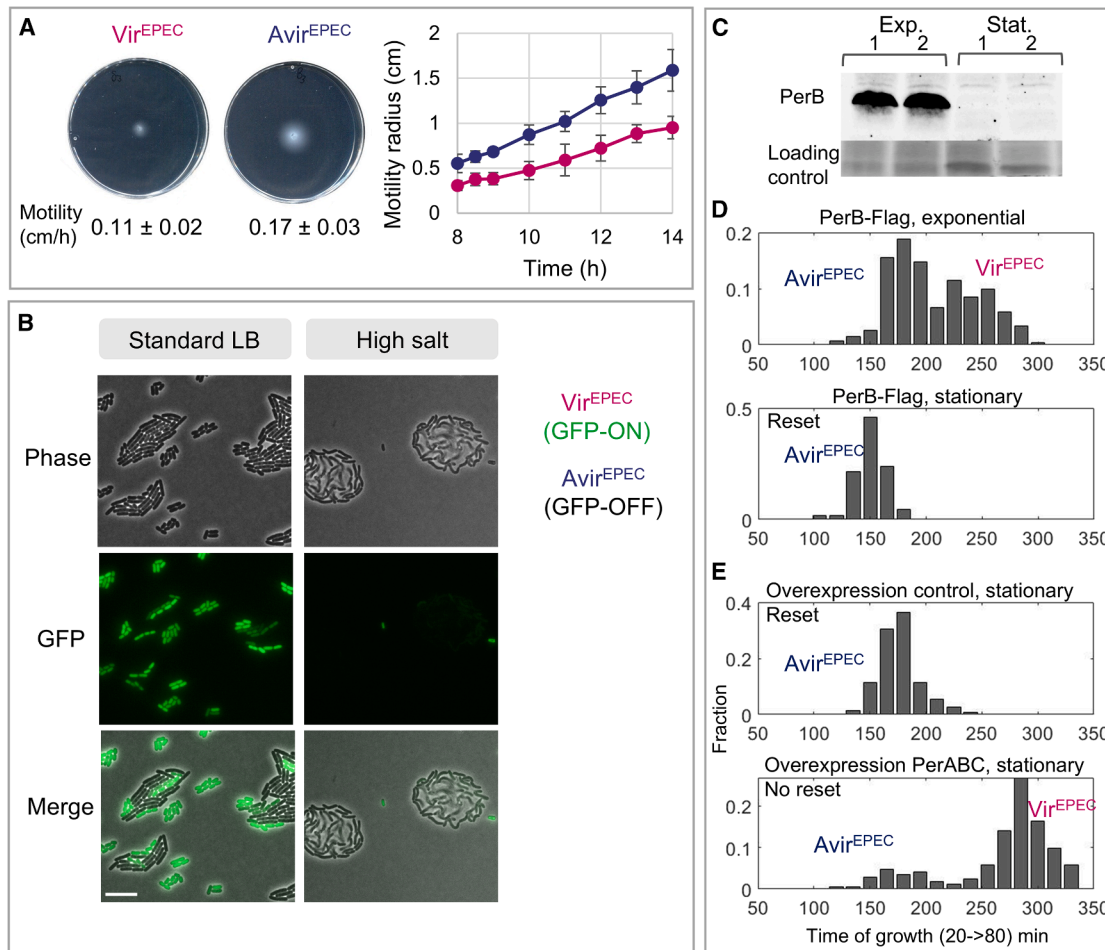 A
Vir^EPEC
Avir^EPEC
Motility
(cm/h)
0.11 ± 0.02
0.17 ± 0.03
Motility radius (cm)
2
1.5
1
0.5
0
8 10 12 14
Time (h)
B
Standard LB
High salt
Phase
GFP
Merge
Vir^EPEC
(GFP-ON)
Avir^EPEC
(GFP-OFF)
C
Exp. Stat.
1 2 1 2
PerB
Loading
control
D
PerB-Flag, exponential
0.2
0.1
0
Avir^EPEC
Vir^EPEC
50 100 150 200 250 300
PerB-Flag, stationary
0.5
0
Reset
Avir^EPEC
50 100 150 200 250 300
E
Overexpression control, stationary
0.4
0.2
0
Reset
Avir^EPEC
50 100 150 200 250 300
Fraction
Overexpression PerABC, stationary
0.2
0.1
0
No reset
Avir^EPEC
Vir^EPEC
50 100 150 200 250 300
Time of growth (20->80) min